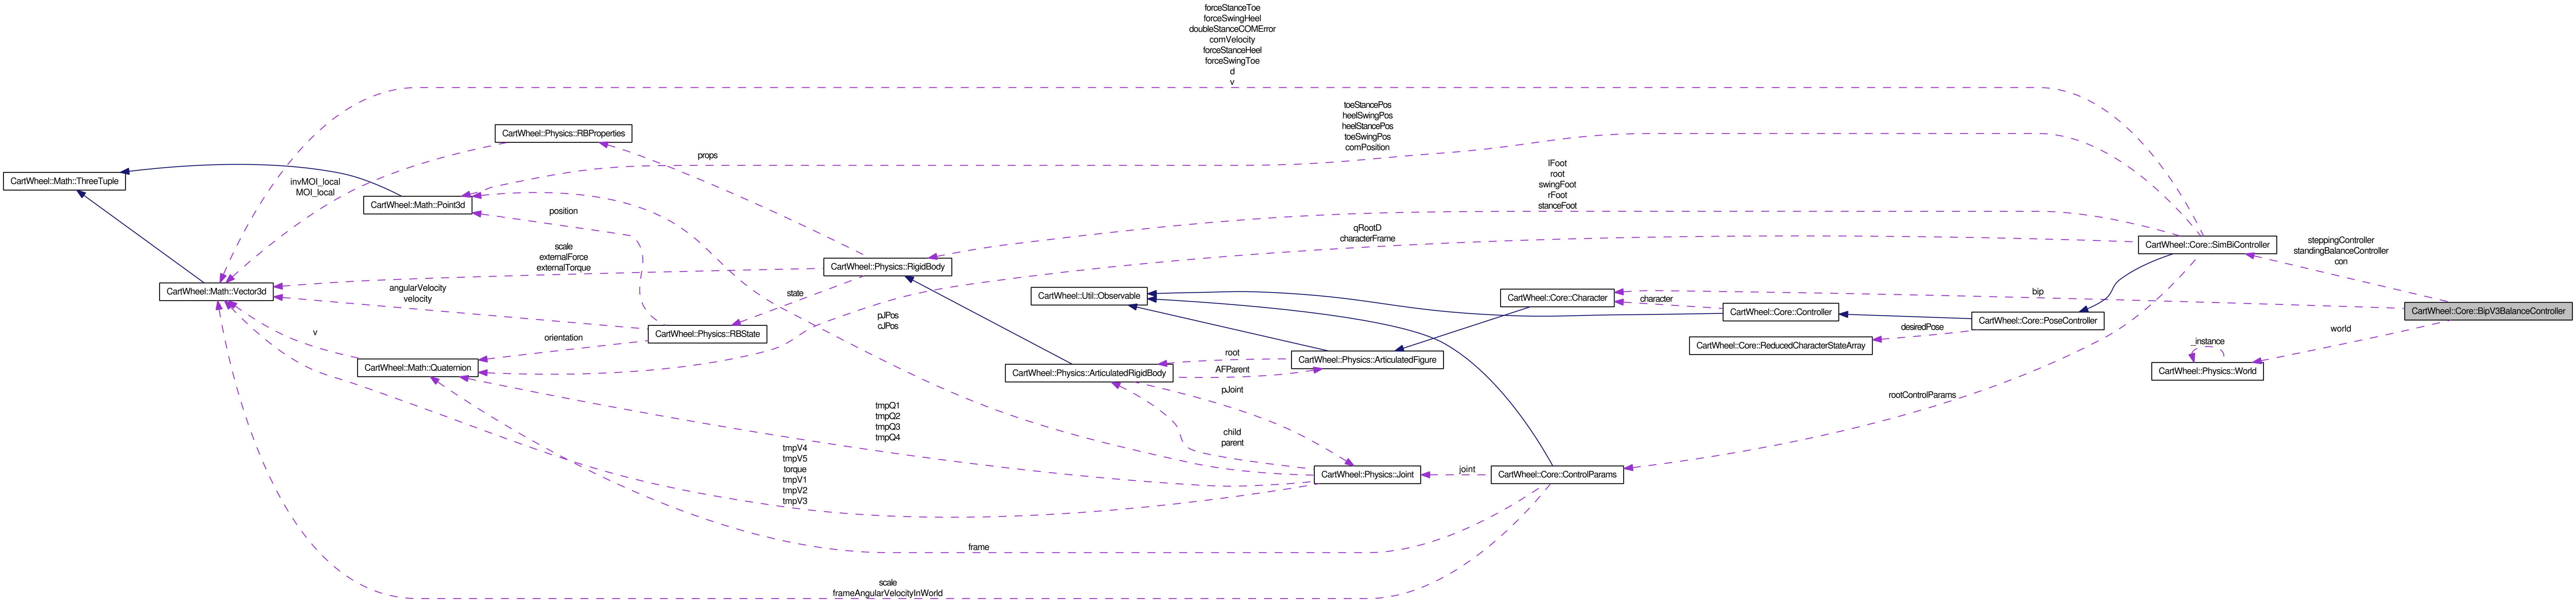 forceStanceToe
forceSwingHeel
doubleStanceCOMError
comVelocity
forceStanceHeel
forceSwingToe
d
v
toeStancePos
heelSwingPos
heelStancePos
toeSwingPos
comPosition
CartWheel::Physics::RBProperties
props
lFoot
root
swingFoot
rFoot
stanceFoot
CartWheel::Math::ThreeTuple
invMOI_local
MOI_local
CartWheel::Math::Point3d
position
qRootD
characterFrame
CartWheel::Core::SimBiController
steppingController
standingBalanceController
con
scale
externalForce
externalTorque
CartWheel::Physics::RigidBody
CartWheel::Math::Vector3d
angularVelocity
velocity
state
CartWheel::Util::Observable
CartWheel::Core::Character
character
CartWheel::Core::Controller
bip
CartWheel::Core::BipV3BalanceController
pJPos
cJPos
CartWheel::Core::PoseController
desiredPose
world
v
CartWheel::Physics::RBState
orientation
CartWheel::Core::ReducedCharacterStateArray
_instance
root
CartWheel::Physics::ArticulatedFigure
CartWheel::Math::Quaternion
CartWheel::Physics::ArticulatedRigidBody
AFParent
CartWheel::Physics::World
pJoint
rootControlParams
tmpQ1
tmpQ2
tmpQ3
tmpQ4
child
parent
tmpV4
tmpV5
torque
tmpV1
tmpV2
tmpV3
CartWheel::Physics::Joint
joint
CartWheel::Core::ControlParams
frame
scale
frameAngularVelocityInWorld